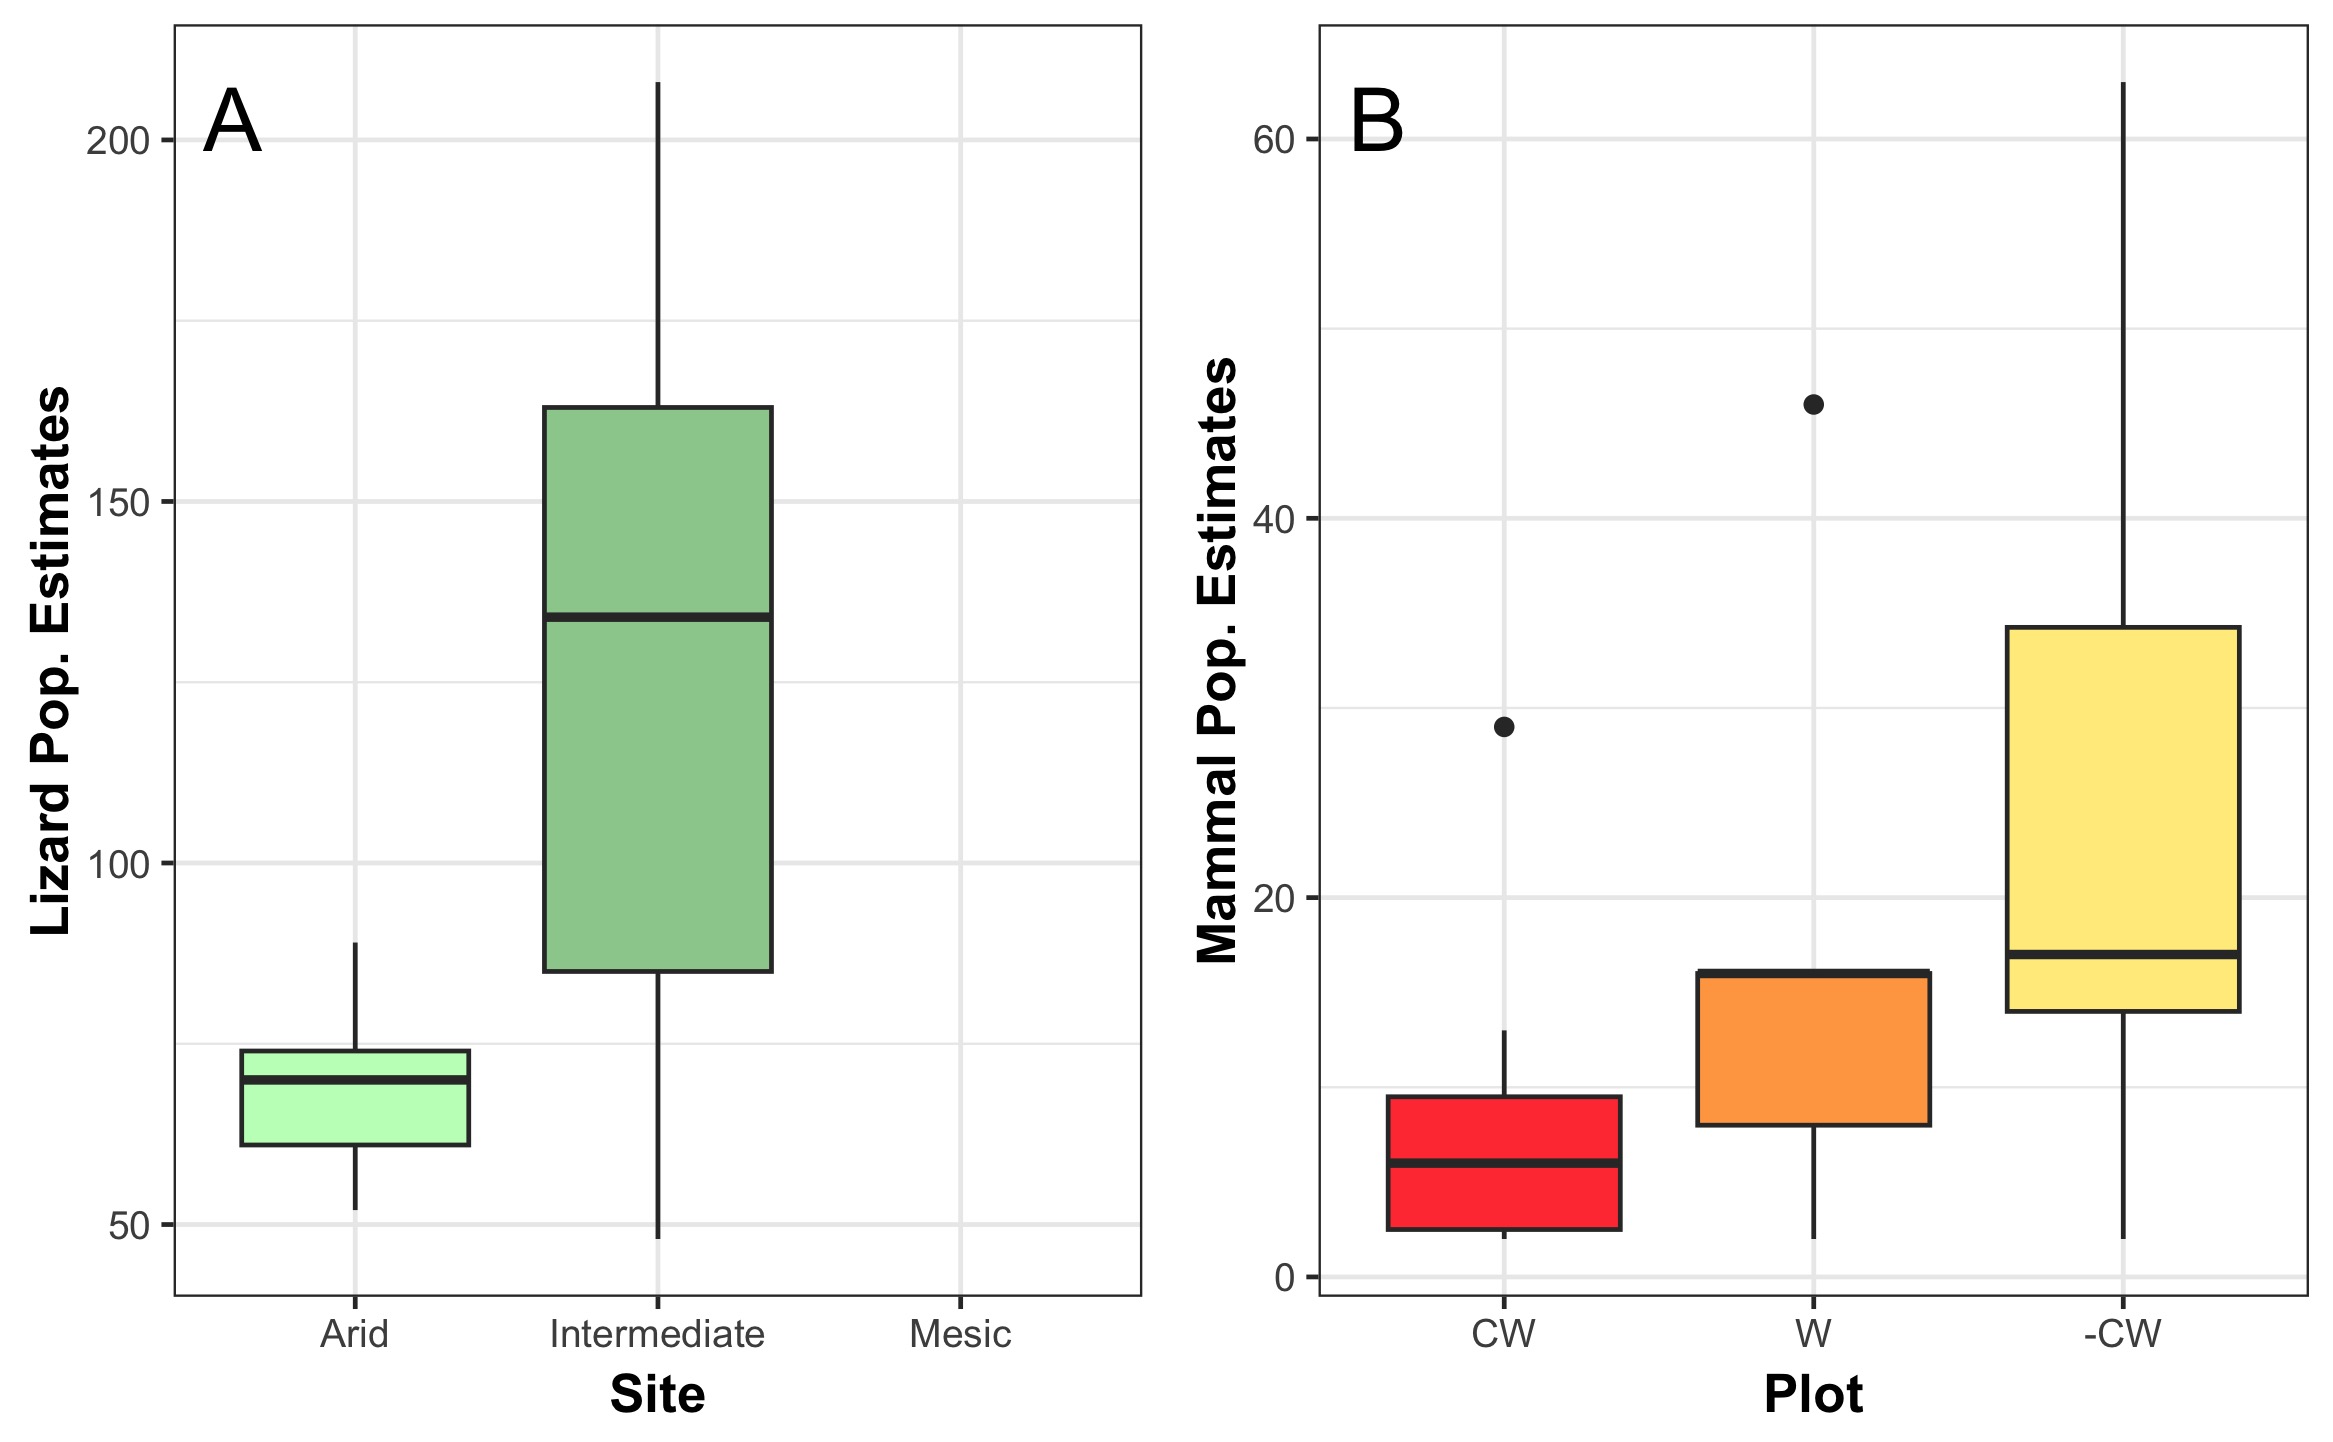 A
Lizard Pop. Estimates
200
150
100
50
Arid Intermediate Mesic
Site
B
Mammal Pop. Estimates
60
40
20
0
CW W -CW
Plot